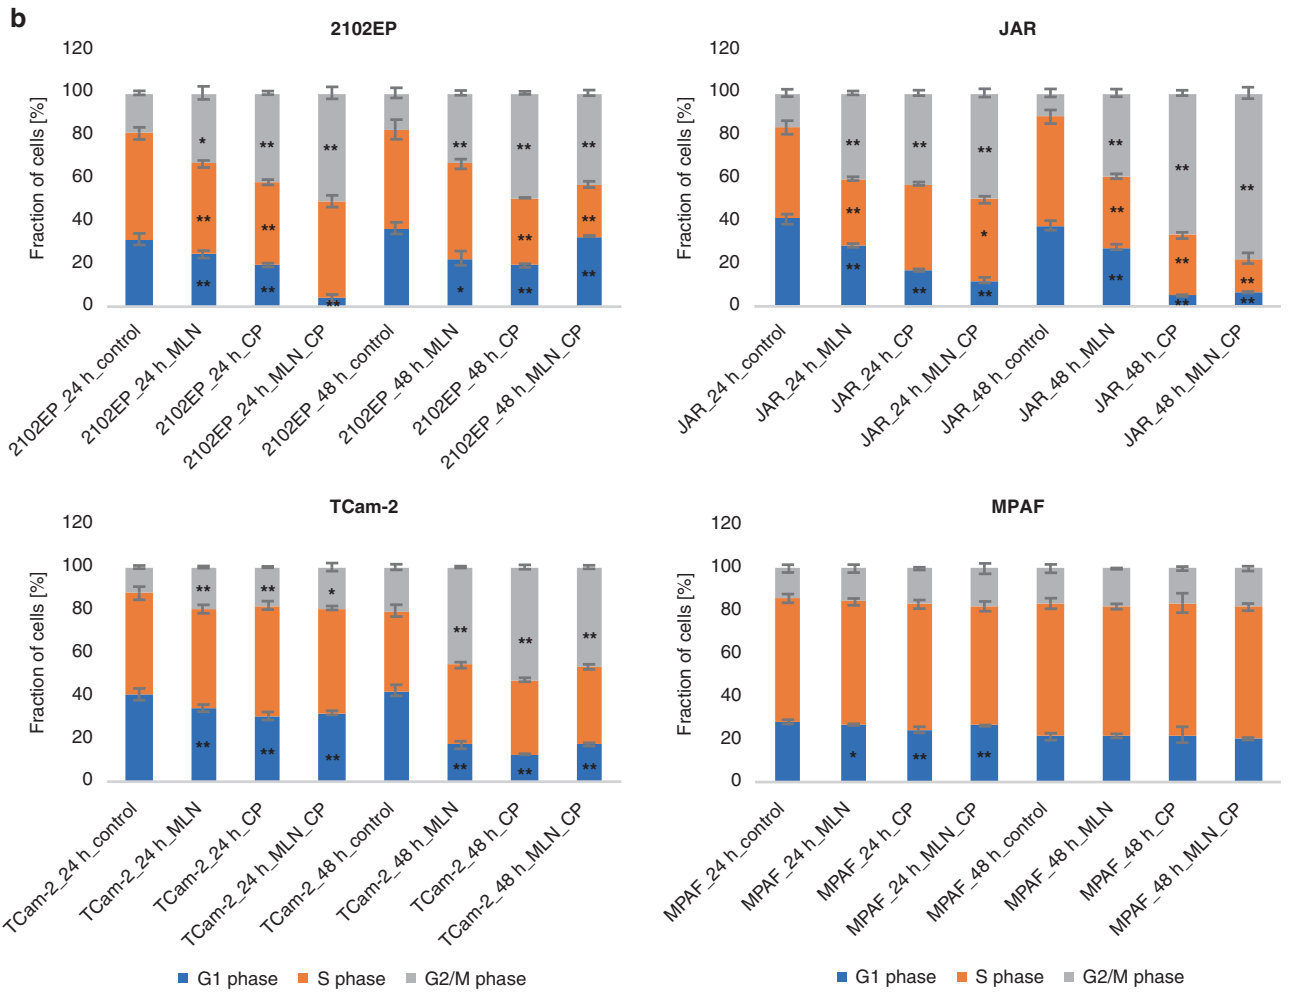 b
2102EP
120
100
80
60
40
20
0
Fraction of cells [%]
* ** ** ** ** ** ** **
** ** ** **
** ** ** * ** **
2102EP_24 h_control
2102EP_24 h_MLN
2102EP_24 h_CP
2102EP_24 h_MLN_CP
2102EP_48 h_control
2102EP_48 h_MLN
2102EP_48 h_CP
2102EP_48 h_MLN_CP
JAR
120
100
80
60
40
20
0
Fraction of cells [%]
** ** ** ** ** **
** * ** ** **
** ** ** ** ** **
JAR_24 h_control
JAR_24 h_MLN
JAR_24 h_CP
JAR_24 h_MLN_CP
JAR_48 h_control
JAR_48 h_MLN
JAR_48 h_CP
JAR_48 h_MLN_CP
TCam-2
120
100
80
60
40
20
0
Fraction of cells [%]
** ** * ** ** **
** ** ** ** ** **
TCam-2_24 h_control
TCam-2_24 h_MLN
TCam-2_24 h_CP
TCam-2_24 h_MLN_CP
TCam-2_48 h_control
TCam-2_48 h_MLN
TCam-2_48 h_CP
TCam-2_48 h_MLN_CP
G1 phase S phase G2/M phase
MPAF
120
100
80
60
40
20
0
Fraction of cells [%]
* ** **
MPAF_24 h_control
MPAF_24 h_MLN
MPAF_24 h_CP
MPAF_24 h_MLN_CP
MPAF_48 h_control
MPAF_48 h_MLN
MPAF_48 h_CP
MPAF_48 h_MLN_CP
G1 phase S phase G2/M phase